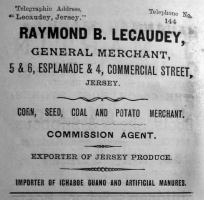 Telegraphic Address,
"Lecaudey, Jersey."
Telephone No.
144
RAYMOND B. LECAUDEY,
GENERAL MERCHANT,
5 & 6, ESPLANADE & 4, COMMERCIAL STREET,
JERSEY.
CORN, SEED, COAL AND POTATO MERCHANT.
COMMISSION AGENT.
EXPORTER OF JERSEY PRODUCE.
IMPORTER OF ICHABOE GUANO AND ARTIFICIAL MANURES.